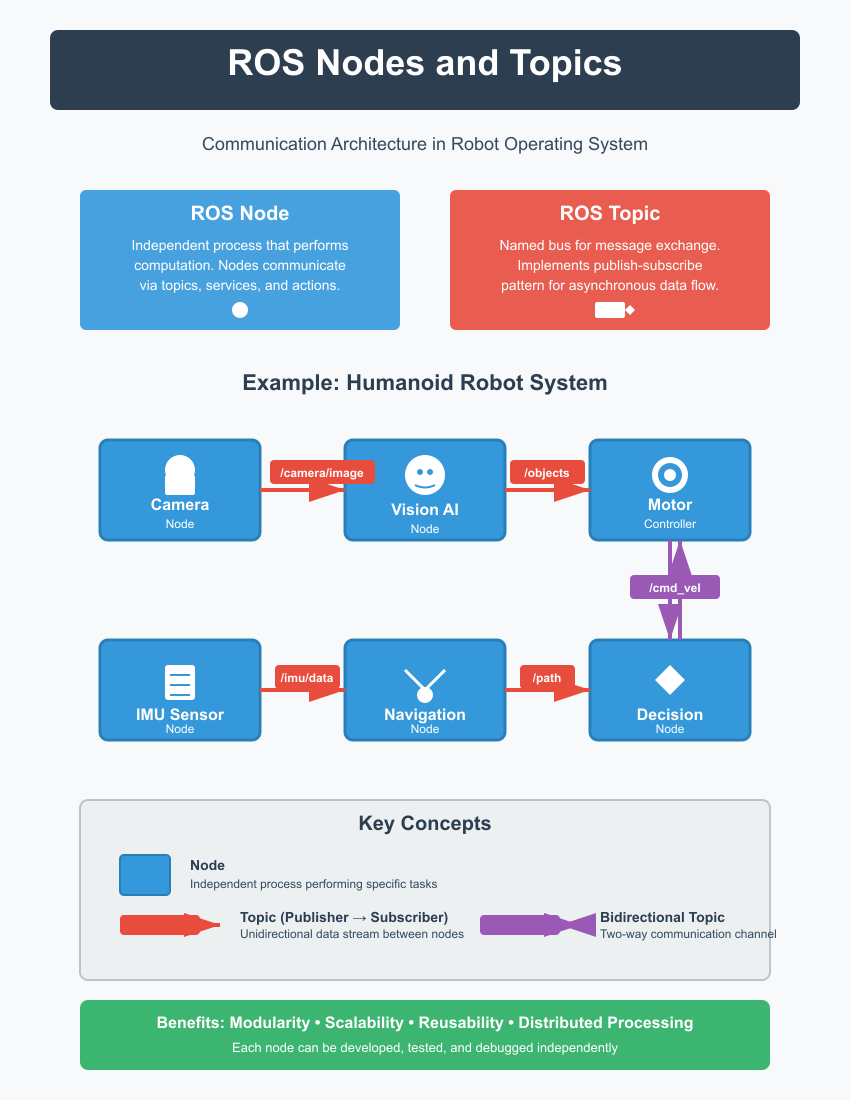 ROS Nodes and Topics
Communication Architecture in Robot Operating System
ROS Node
Independent process that performs
computation. Nodes communicate
via topics, services, and actions.
ROS Topic
Named bus for message exchange.
Implements publish-subscribe
pattern for asynchronous data flow.
Example: Humanoid Robot System
Camera
Node
/camera/image
Vision AI
Node
/objects
Motor
Controller
/cmd_vel
IMU Sensor
Node
/imu/data
Navigation
Node
/path
Decision
Node
Key Concepts
Node
Independent process performing specific tasks
Topic (Publisher → Subscriber)
Unidirectional data stream between nodes
Bidirectional Topic
Two-way communication channel
Benefits: Modularity • Scalability • Reusability • Distributed Processing
Each node can be developed, tested, and debugged independently